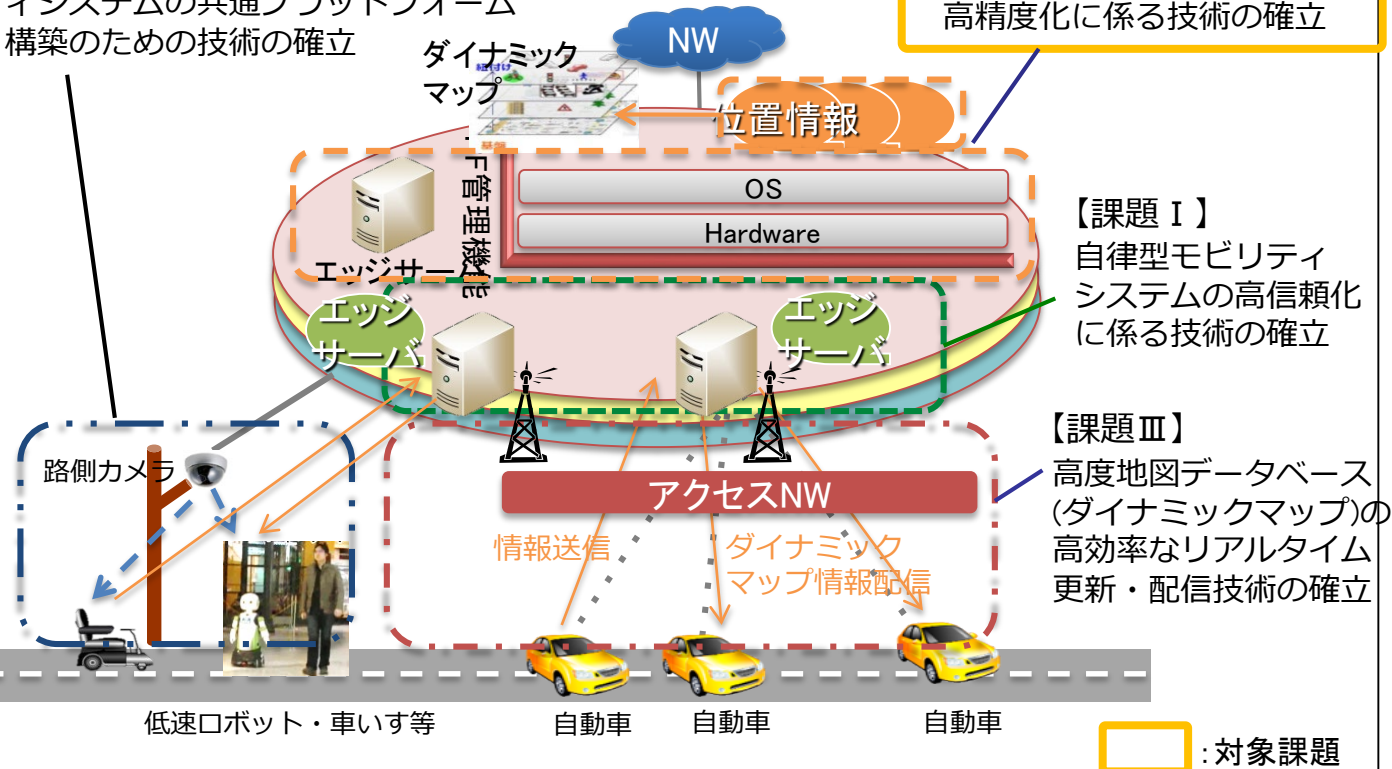 ィシステムの共通プラットフォーム
構築のための技術の確立
高精度化に係る技術の確立
ダイナミック
マップ
NW
位置情報
OS
Hardware
F管理機能
エッジサーバ
エッジ
サーバ
エッジ
サーバ
【課題Ⅰ】
自律型モビリティ
システムの高信頼化
に係る技術の確立
【課題Ⅲ】
高度地図データベース
(ダイナミックマップ)の
高効率なリアルタイム
更新・配信技術の確立
路側カメラ
アクセスNW
情報送信
ダイナミック
マップ情報配信
低速ロボット・車いす等
自動車
自動車
自動車
:対象課題